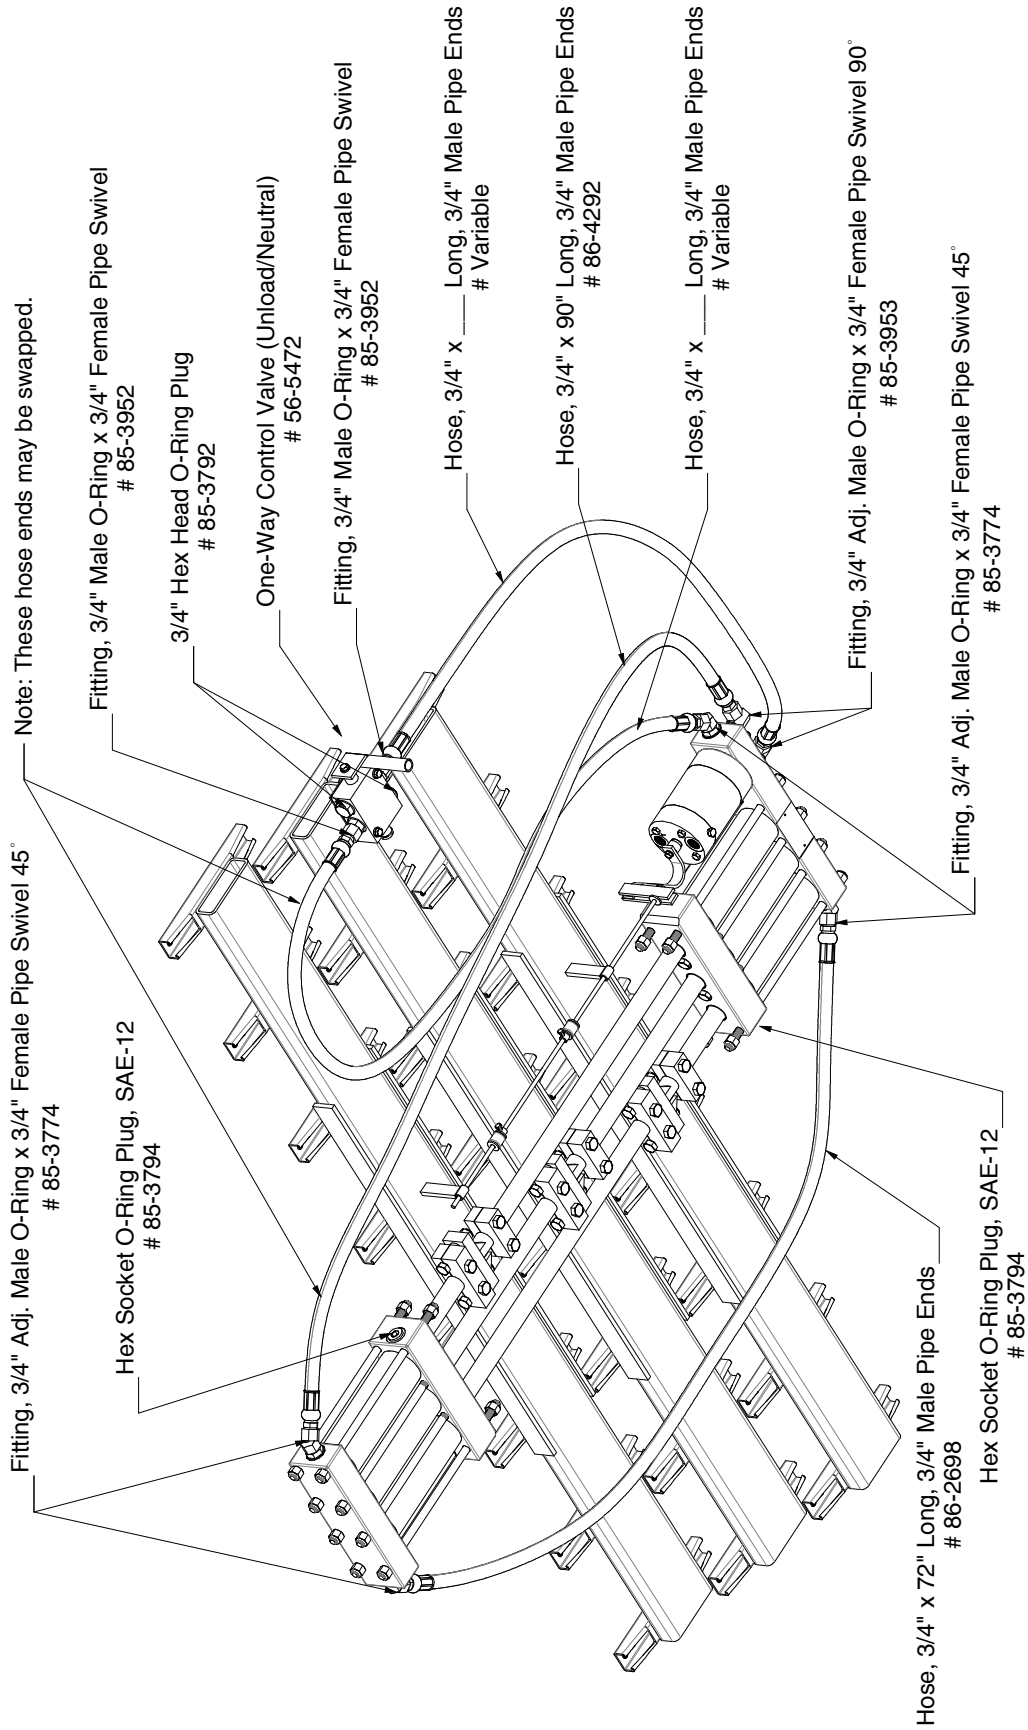 Note: These hose ends may be swapped.
Fitting, 3/4" Adj. Male O-Ring x 3/4" Female Pipe Swivel 45°
# 85-3774
Hex Socket O-Ring Plug, SAE-12
# 85-3794
Fitting, 3/4" Male O-Ring x 3/4" Female Pipe Swivel
# 85-3952
3/4" Hex Head O-Ring Plug
# 85-3792
One-Way Control Valve (Unload/Neutral)
# 56-5472
Fitting, 3/4" Male O-Ring x 3/4" Female Pipe Swivel
# 85-3952
Hose, 3/4" x ____ Long, 3/4" Male Pipe Ends
# Variable
Hose, 3/4" x 90" Long, 3/4" Male Pipe Ends
# 86-4292
Hose, 3/4" x ____ Long, 3/4" Male Pipe Ends
# Variable
Fitting, 3/4" Adj. Male O-Ring x 3/4" Female Pipe Swivel 90°
# 85-3953
Fitting, 3/4" Adj. Male O-Ring x 3/4" Female Pipe Swivel 45°
# 85-3774
Hose, 3/4" x 72" Long, 3/4" Male Pipe Ends
# 86-2698
Hex Socket O-Ring Plug, SAE-12
# 85-3794